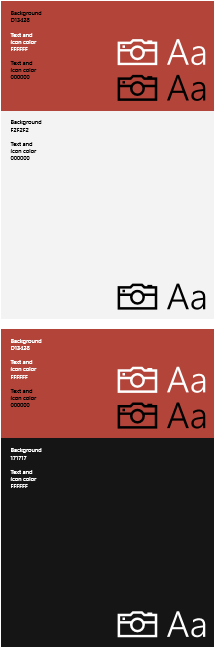 Background
D13438
Text and
icon color
FFFFFF
Text and
icon color
000000
Aa
Aa
Background
F2F2F2
Text and
icon color
000000
Aa
Background
D13438
Text and
icon color
FFFFFF
Text and
icon color
000000
Aa
Aa
Background
171717
Text and
icon color
FFFFFF
Aa